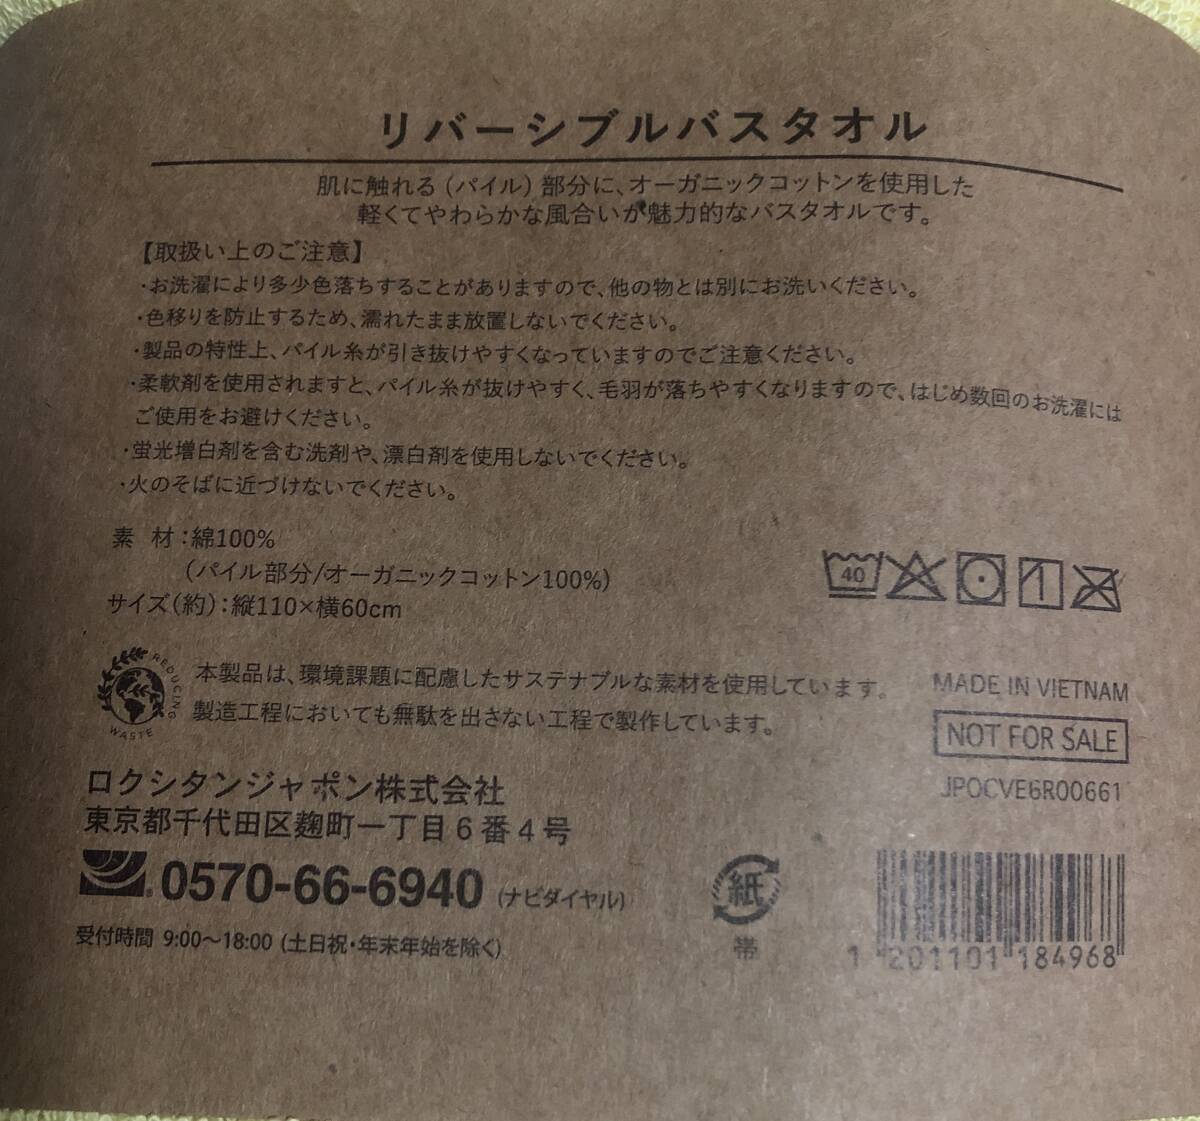 リバーシブルバスタオル
肌に触れる（パイル）部分に、オーガニックコットンを使用した
軽くてやわらかな風合いが魅力的なバスタオルです。
【取扱い上のご注意】
・お洗濯により多少色落ちすることがありますので、他の物とは別にお洗いください。
・色移りを防止するため、濡れたまま放置しないでください。
・製品の特性上、パイル糸が引き抜けやすくなっていますのでご注意ください。
・柔軟剤を使用されますと、パイル糸が抜けやすく、毛羽が落ちやすくなりますので、はじめ数回のお洗濯には
ご使用をお避けください。
・蛍光増白剤を含む洗剤や、漂白剤を使用しないでください。
・火のそばに近づけないでください。
素 材：綿100%
（パイル部分/オーガニックコットン100%）
サイズ（約）：縦110×横60cm
40
REDUCING WASTE
本製品は、環境課題に配慮したサステナブルな素材を使用しています。
製造工程においても無駄を出さない工程で製作しています。
MADE IN VIETNAM
NOT FOR SALE
JPOCVE6R00661
ロクシタンジャポン株式会社
東京都千代田区麹町一丁目6番4号
0570-66-6940（ナビダイヤル）
受付時間 9:00〜18:00（土日祝・年末年始を除く）
紙
帯
1 201101 184968